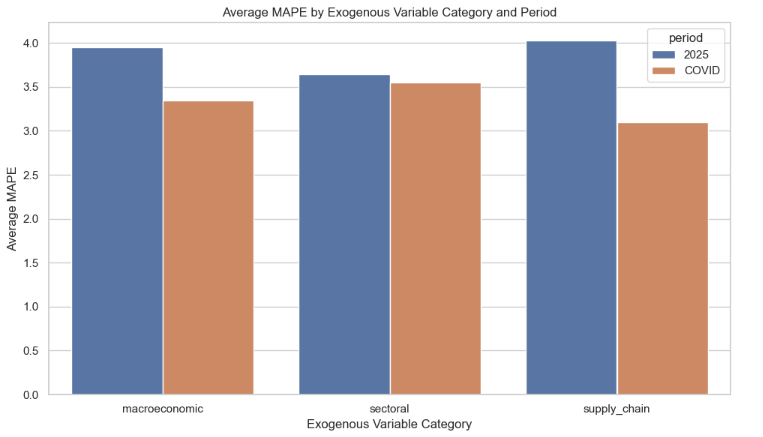 Average MAPE by Exogenous Variable Category and Period
period
2025
COVID
4.0
3.5
3.0
2.5
2.0
1.5
1.0
0.5
0.0
Average MAPE
macroeconomic sectoral supply_chain
Exogenous Variable Category